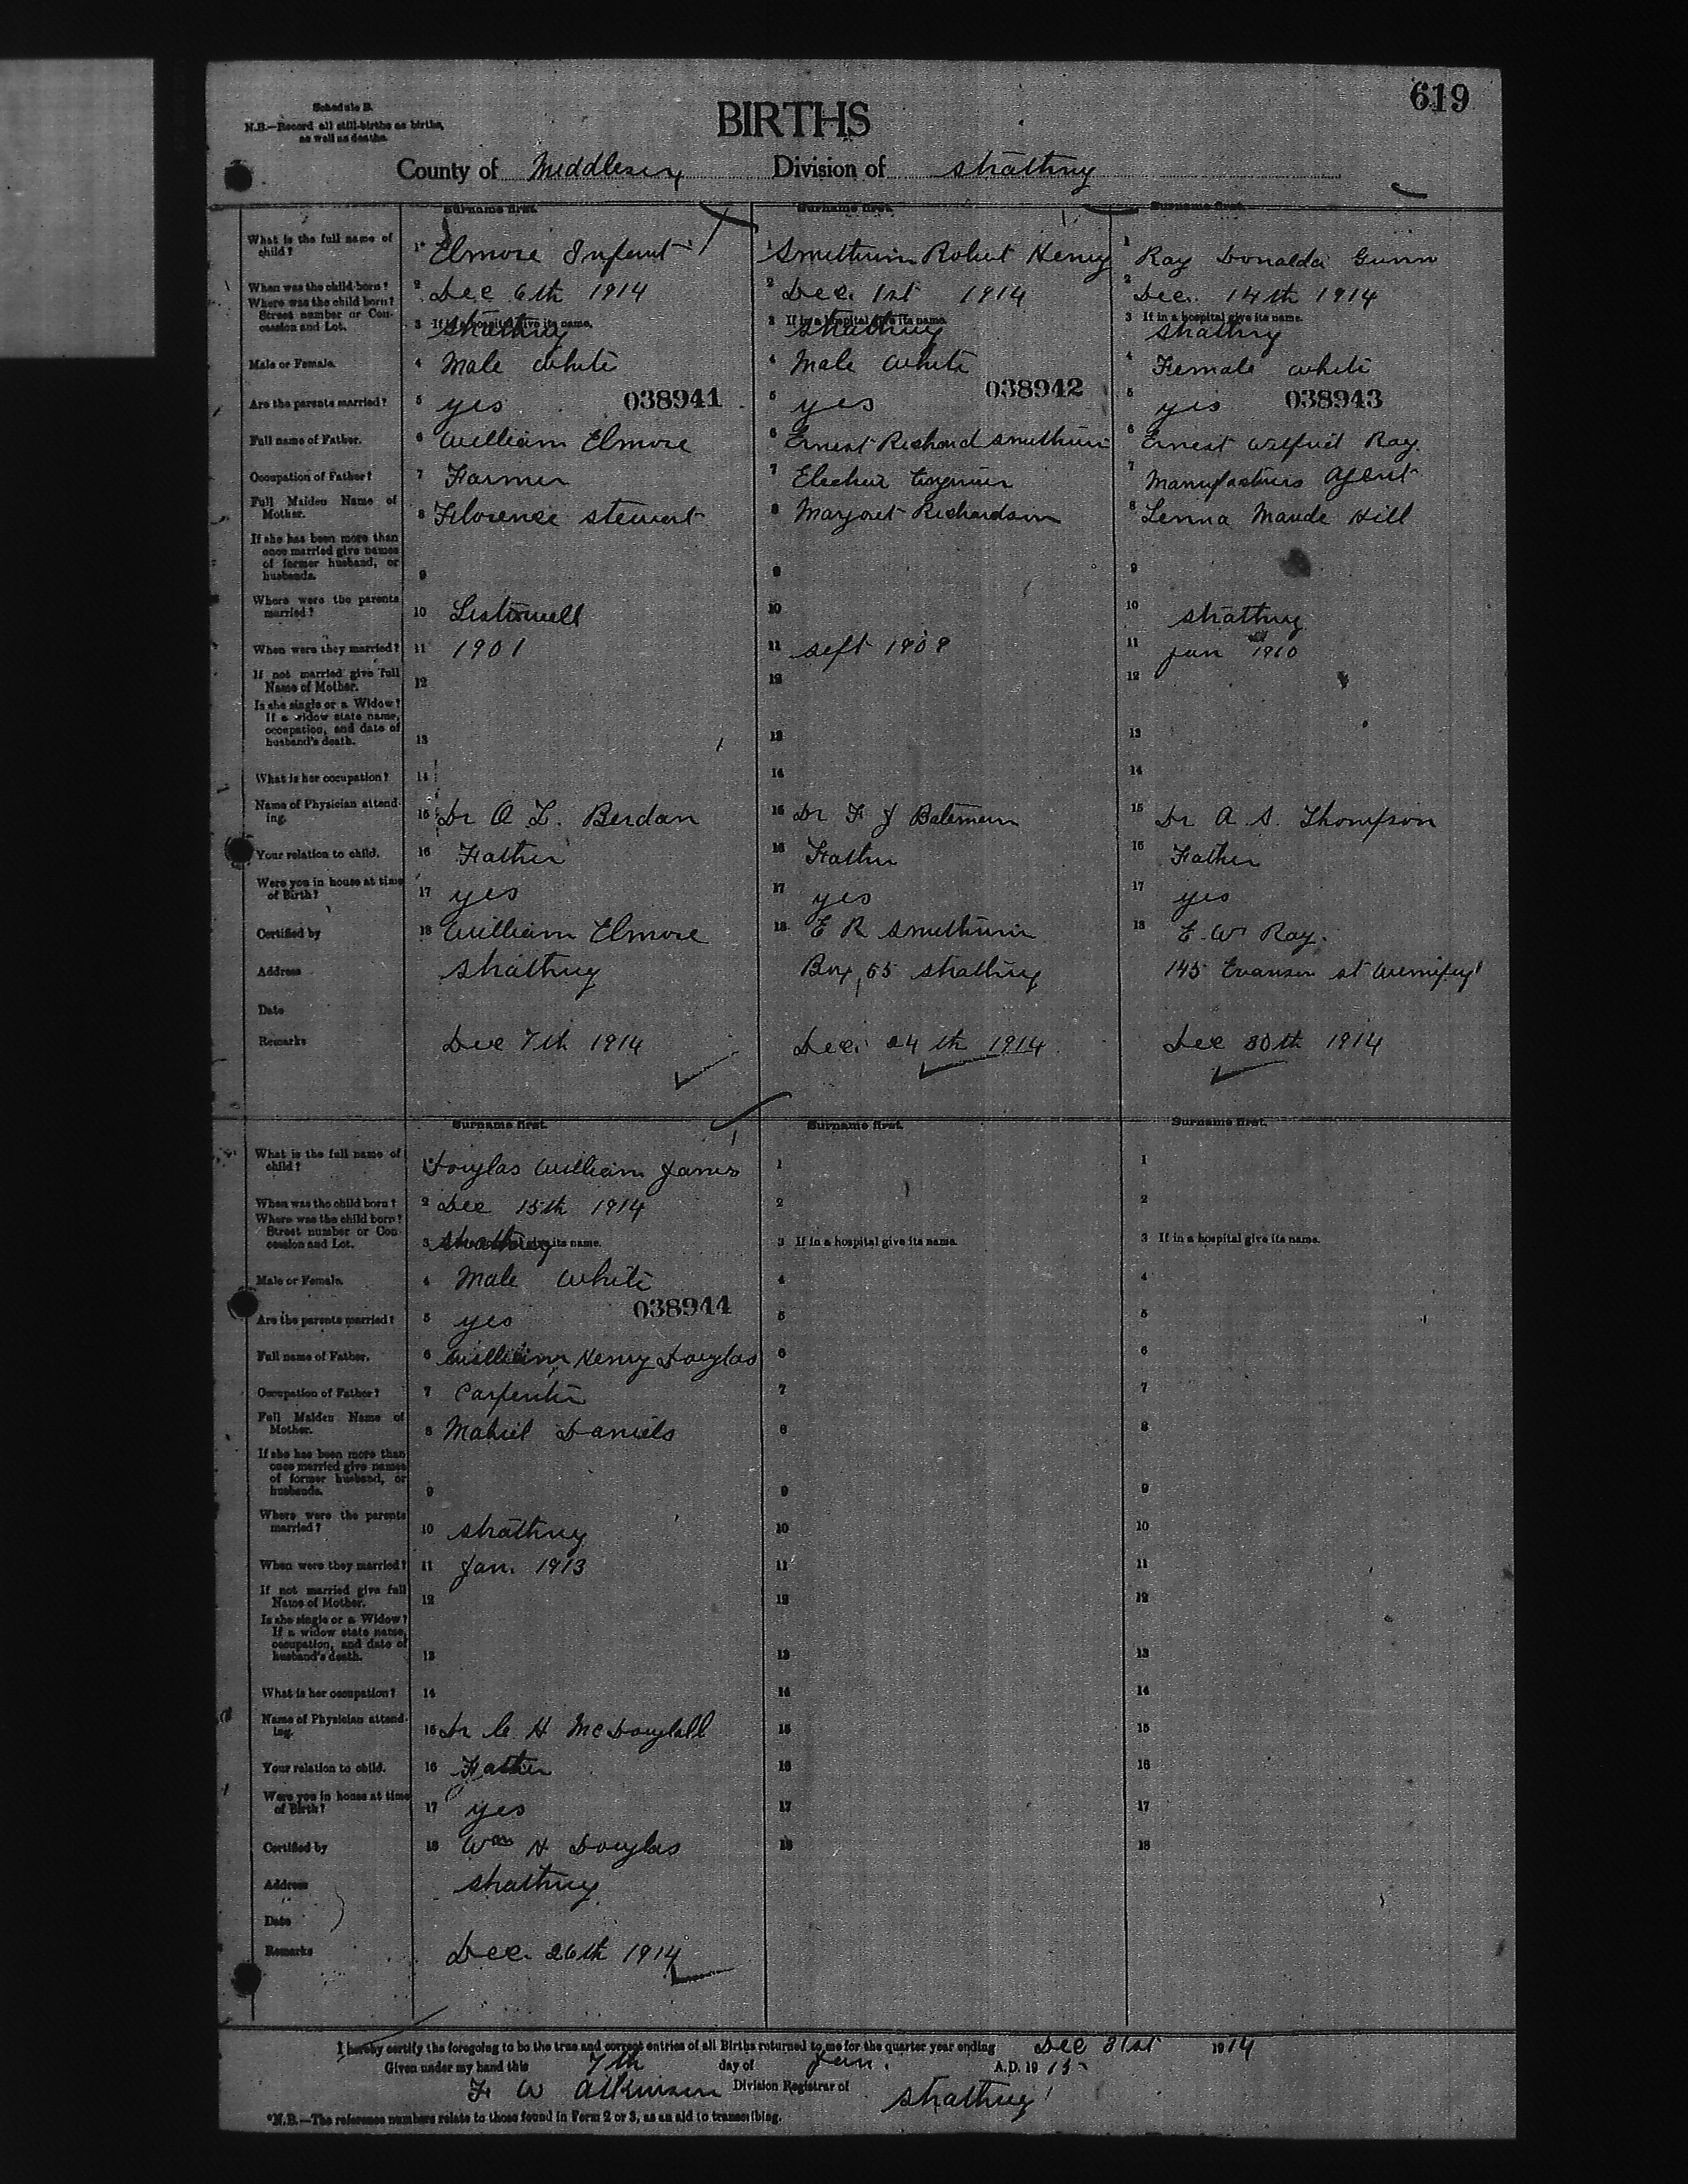 619
Schedule B.
N.B.—Record all still-births as births,
as well as deaths.
BIRTHS
County of Middlesex Division of Strathroy
Surname first. Surname first. Surname first.
What is the full name of child? 1 Elmore Infant 1 Robert Henry 1 Ray Donalda Gunn
When was the child born? 2 Dec 6th 1914 2 Dec. 1st 1914 2 Dec. 14th 1914
Where was the child born? Street number or Concession and Lot. 3 If in a hospital give its name. Strathroy 3 If in a hospital give its name. Strathroy 3 If in a hospital give its name. Strathroy
Male or Female. 4 Male White 4 Male White 4 Female White
Are the parents married? 5 yes 038941 5 yes 038942 5 yes 038943
Full name of Father. 6 William Elmore 6 Ernest Richard 6 Ernest Wilfred Ray.
Occupation of Father? 7 Farmer 7 Engineer 7 Manufacturers Agent
Full Maiden Name of Mother. 8 Florence Stewart 8 Margaret Richardson 8 Lenna Maude Hill
If she has been more than once married give names of former husband, or husbands. 9 9 9
Where were the parents married? 10 Listowell 10 10 Strathroy
When were they married? 11 1901 11 Sept 11 Jan 1910
If not married give full Name of Mother. 12 12 12
Is she single or a Widow? If a widow state name, occupation, and date of husband's death. 13 13 13
What is her occupation? 14 14 14
Name of Physician attending. 15 Dr A L. Berdan 15 Dr F J Bateman 15 Dr A. S. Thompson
Your relation to child. 16 Father 16 Father 16 Father
Were you in house at time of Birth? 17 yes 17 yes 17 yes
Certified by 18 William Elmore 18 E R 18 E. W. Ray.
Address Strathroy Box 65 Strathroy 145 Evanson st Winnipeg
Date
Remarks Dec 7th 1914 Dec. 24th 1914 Dec 30th 1914
Surname first. Surname first. Surname first.
What is the full name of child? 1 Douglas William James 1 1
When was the child born? 2 Dec 15th 1914 2 2
Where was the child born? Street number or Concession and Lot. 3 Strathroy its name. 3 If in a hospital give its name. 3 If in a hospital give its name.
Male or Female. 4 Male White 4 4
Are the parents married? 5 yes 038944 5 5
Full name of Father. 6 William Henry Douglas 6 6
Occupation of Father? 7 Carpenter 7 7
Full Maiden Name of Mother. 8 Daniels 8 8
If she has been more than once married give names of former husband, or husbands. 9 9 9
Where were the parents married? 10 Strathroy 10 10
When were they married? 11 Jan. 1913 11 11
If not married give full Name of Mother. 12 12 12
Is she single or a Widow? If a widow state name, occupation, and date of husband's death. 13 13 13
What is her occupation? 14 14 14
Name of Physician attending. 15 Dr C H McDougall 15 15
Your relation to child. 16 Father 16 16
Were you in house at time of Birth? 17 yes 17 17
Certified by 18 Wm H Douglas 18 18
Address Strathroy
Date
Remarks Dec. 26th 1914
I hereby certify the foregoing to be the true and correct entries of all Births returned to me for the quarter year ending Dec 31st 1914
Given under my hand this 7th day of Jan. A.D. 1915
F W Atkinson Division Registrar of Strathroy
*N.B.—The reference numbers relate to those found in Form 2 or 3, as an aid to transcribing.